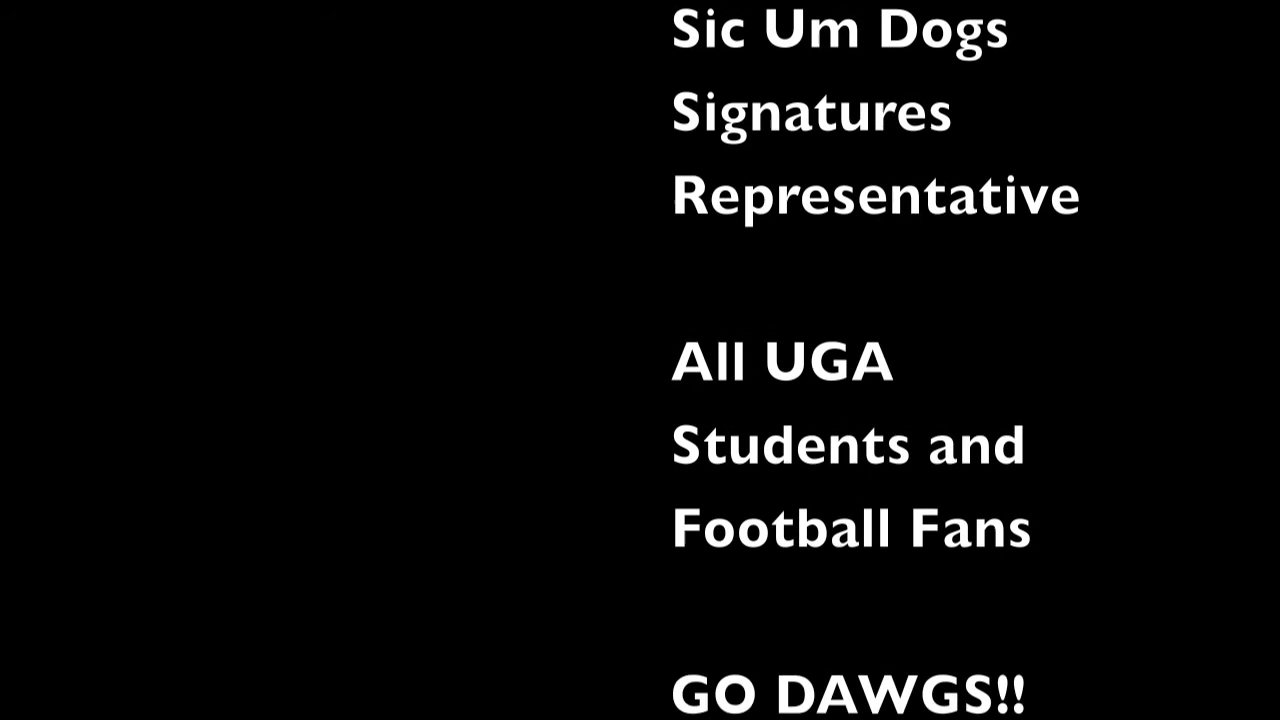 Sic Um Dogs
Signatures
Representative
All UGA
Students and
Football Fans
GO DAWGS!!